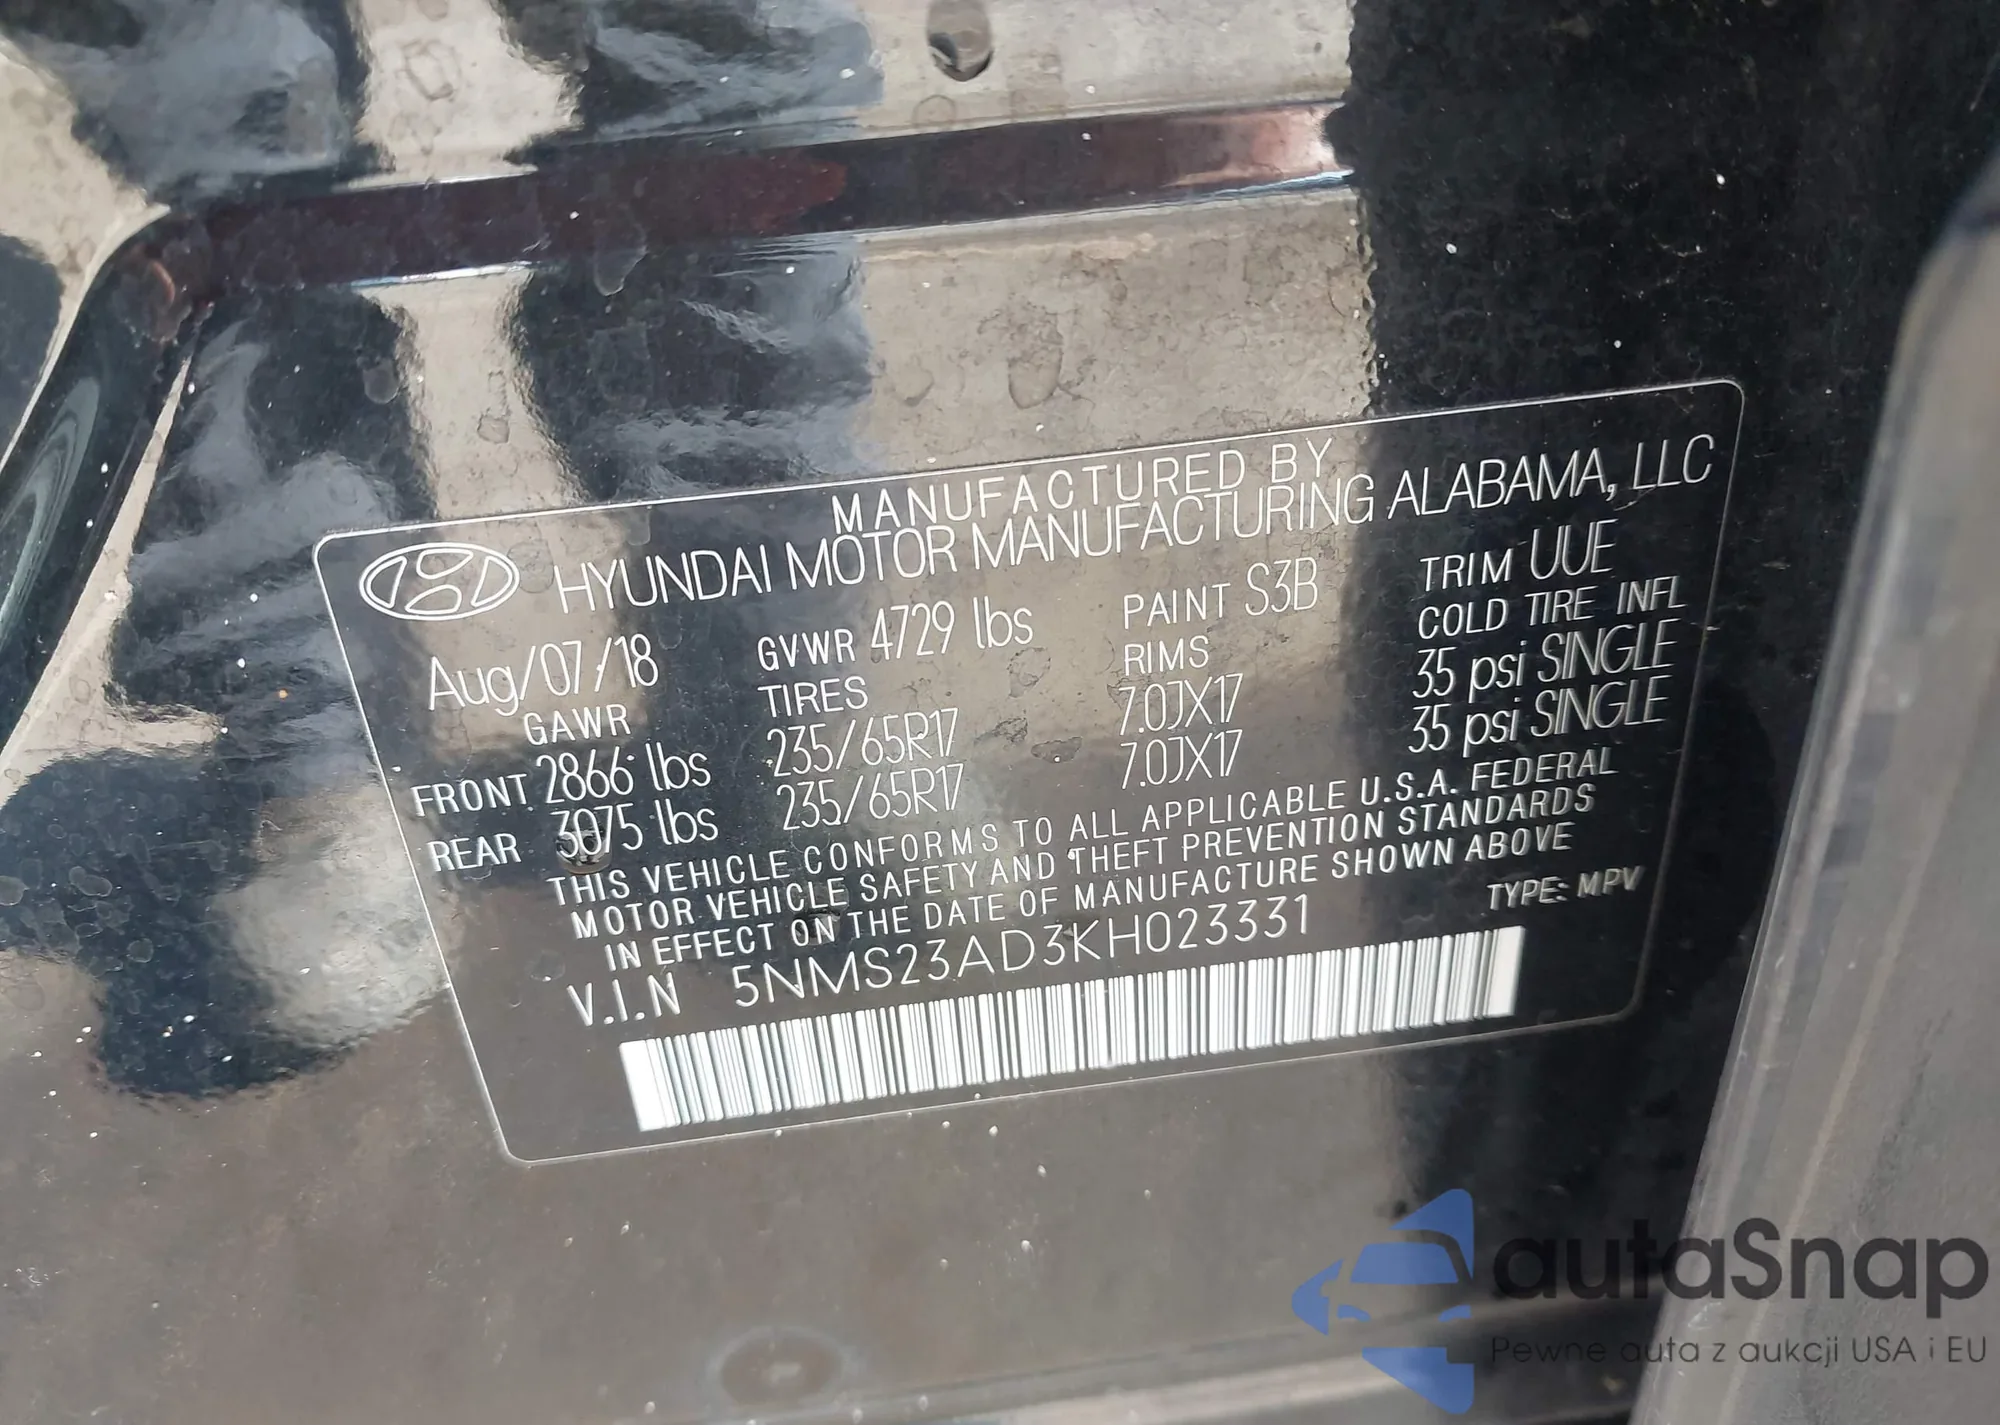 MANUFACTURED BY
HYUNDAI MOTOR MANUFACTURING ALABAMA, LLC
Aug/07/18 GVWR 4729 lbs PAINT S3B TRIM UUE
GAWR TIRES RIMS COLD TIRE INFL
FRONT 2866 lbs 235/65R17 7.0JX17 35 psi SINGLE
REAR 3075 lbs 235/65R17 7.0JX17 35 psi SINGLE
THIS VEHICLE CONFORMS TO ALL APPLICABLE U.S.A. FEDERAL
MOTOR VEHICLE SAFETY AND THEFT PREVENTION STANDARDS
IN EFFECT ON THE DATE OF MANUFACTURE SHOWN ABOVE
V.I.N 5NMS23AD3KH023331 TYPE: MPV
autaSnap
Pewne auta z aukcji USA i EU